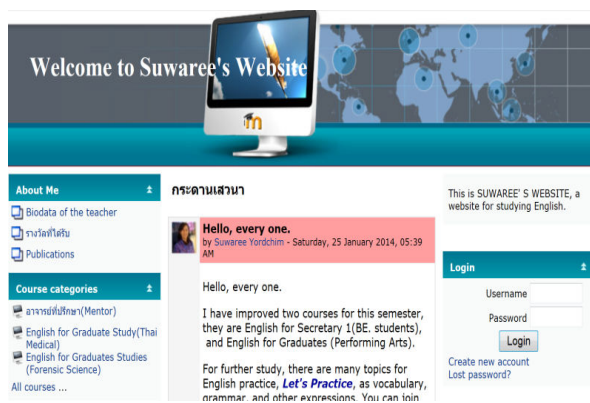 Welcome to Suwaree's Website
m
About Me
Biodata of the teacher
รางวัลที่ได้รับ
Publications
Course categories
อาจารย์ที่ปรึกษา(Mentor)
English for Graduate Study(Thai
Medical)
English for Graduates Studies
(Forensic Science)
All courses ...
กระดานเสวนา
Hello, every one.
by Suwaree Yordchim - Saturday, 25 January 2014, 05:39
AM
Hello, every one.
I have improved two courses for this semester,
they are English for Secretary 1(BE. students),
and English for Graduates (Performing Arts).
For further study, there are many topics for
English practice, Let's Practice, as vocabulary,
grammar, and other expressions. You can join
This is SUWAREE' S WEBSITE, a
website for studying English.
Login
Username
Password
Login
Create new account
Lost password?